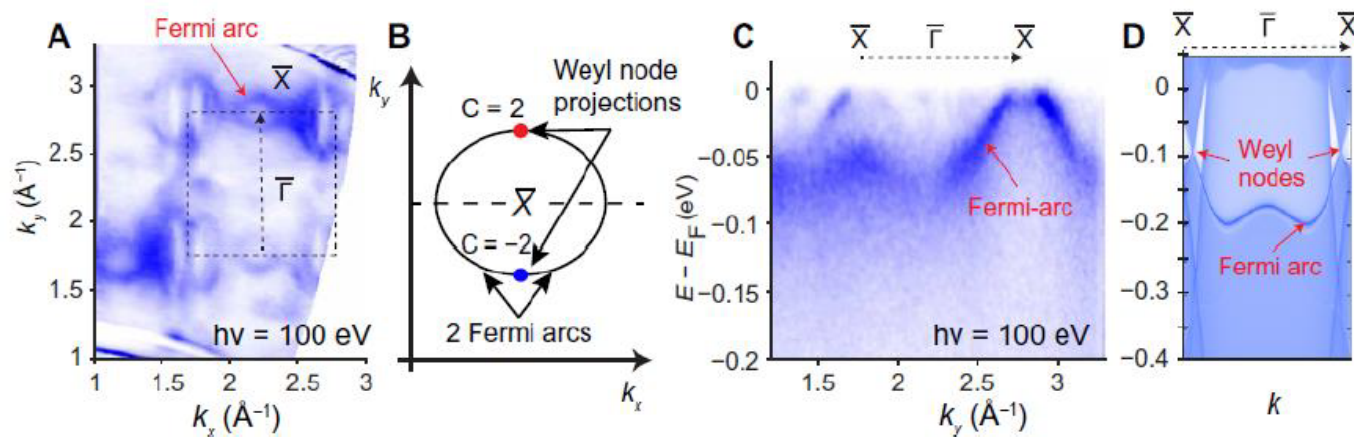 A
Fermi arc
X̅
Γ̅
hν = 100 eV
3
2.5
2
1.5
1
k_y (Å⁻¹)
1
1.5
2
2.5
3
k_x (Å⁻¹)
B
k_y
Weyl node
projections
C = 2
X̅
C = −2
2 Fermi arcs
k_x
C
X̅
Γ̅
X̅
0
−0.05
−0.1
−0.15
−0.2
E − E_F (eV)
Fermi-arc
hν = 100 eV
1.5
2
2.5
3
k_y (Å⁻¹)
D
X̅
Γ̅
X̅
0
−0.1
−0.2
−0.3
−0.4
Weyl
nodes
Fermi arc
k